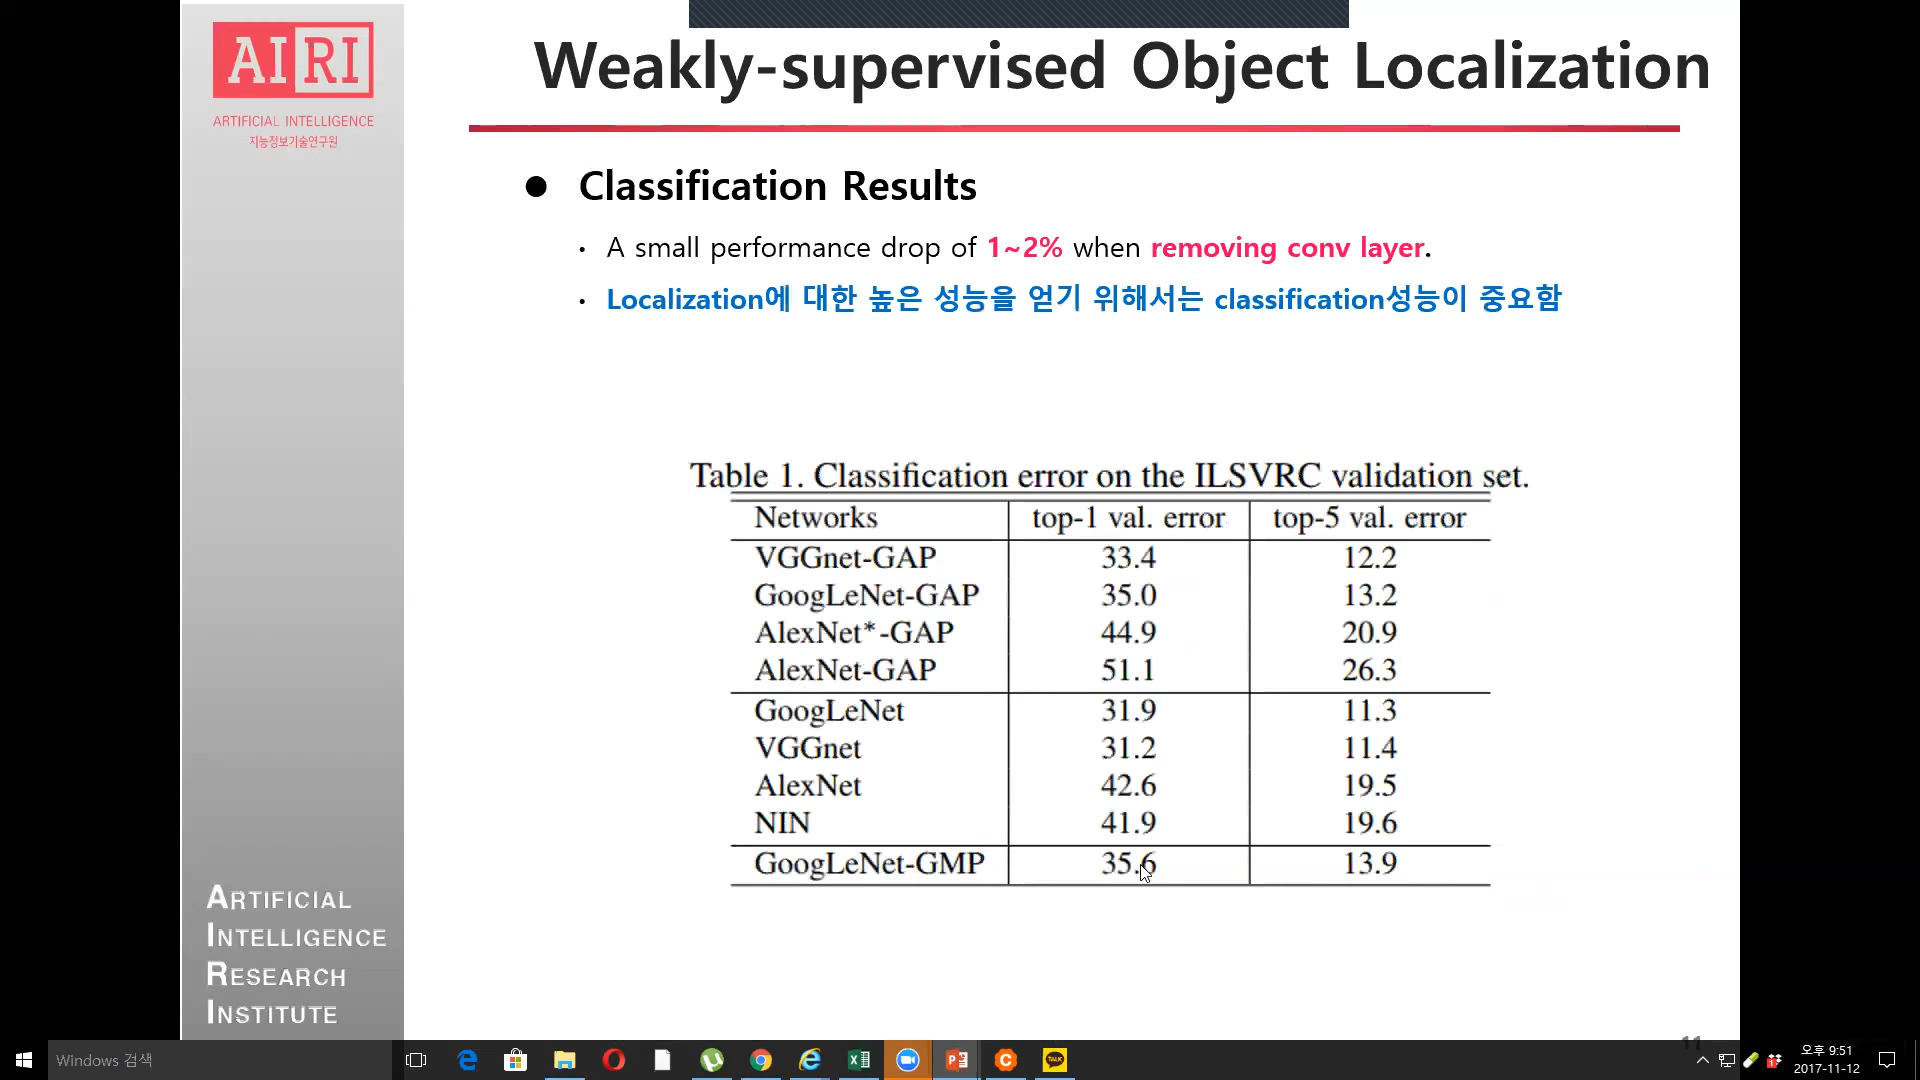 AIRI
ARTIFICIAL INTELLIGENCE
지능정보기술연구원
Weakly-supervised Object Localization
● Classification Results
• A small performance drop of 1~2% when removing conv layer.
• Localization에 대한 높은 성능을 얻기 위해서는 classification성능이 중요함
Table 1. Classification error on the ILSVRC validation set.
Networks top-1 val. error top-5 val. error
VGGnet-GAP 33.4 12.2
GoogLeNet-GAP 35.0 13.2
AlexNet*-GAP 44.9 20.9
AlexNet-GAP 51.1 26.3
GoogLeNet 31.9 11.3
VGGnet 31.2 11.4
AlexNet 42.6 19.5
NIN 41.9 19.6
GoogLeNet-GMP 35.6 13.9
ARTIFICIAL
INTELLIGENCE
RESEARCH
INSTITUTE
11
Windows 검색
TALK
오후 9:51
2017-11-12